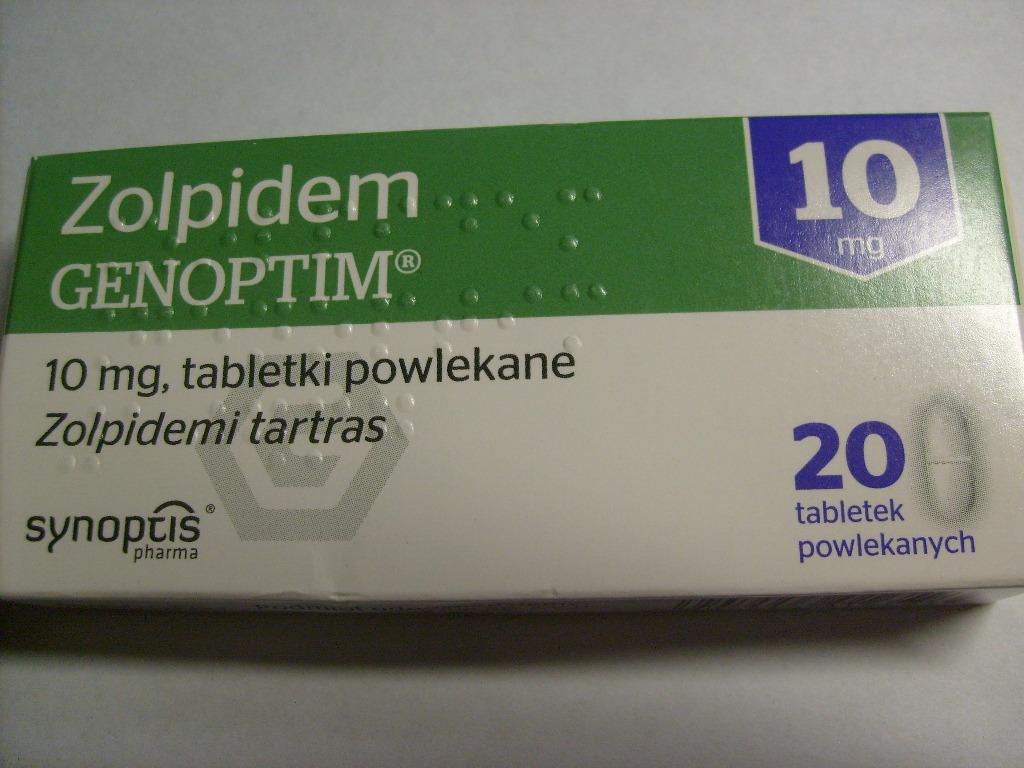 Zolpidem
GENOPTIM®
10
mg
10 mg, tabletki powlekane
Zolpidemi tartras
20
tabletek
powlekanych
synoptis®
pharma